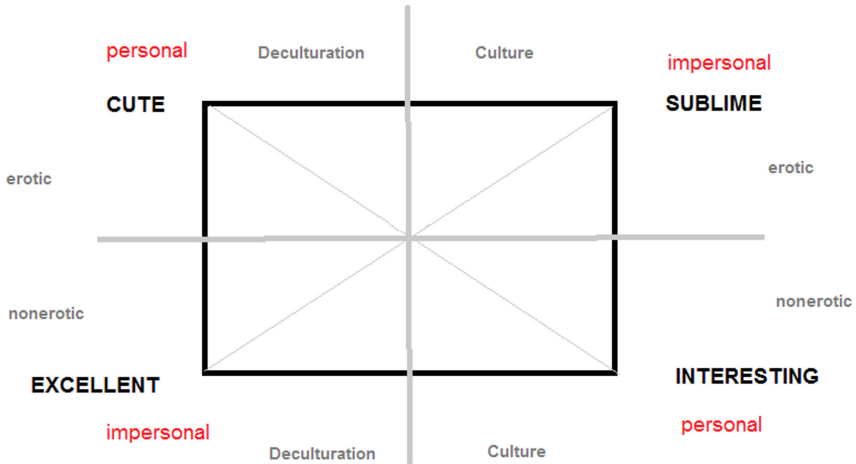 personal
Deculturation
Culture
impersonal
CUTE
SUBLIME
erotic
erotic
nonerotic
nonerotic
EXCELLENT
INTERESTING
impersonal
personal
Deculturation
Culture